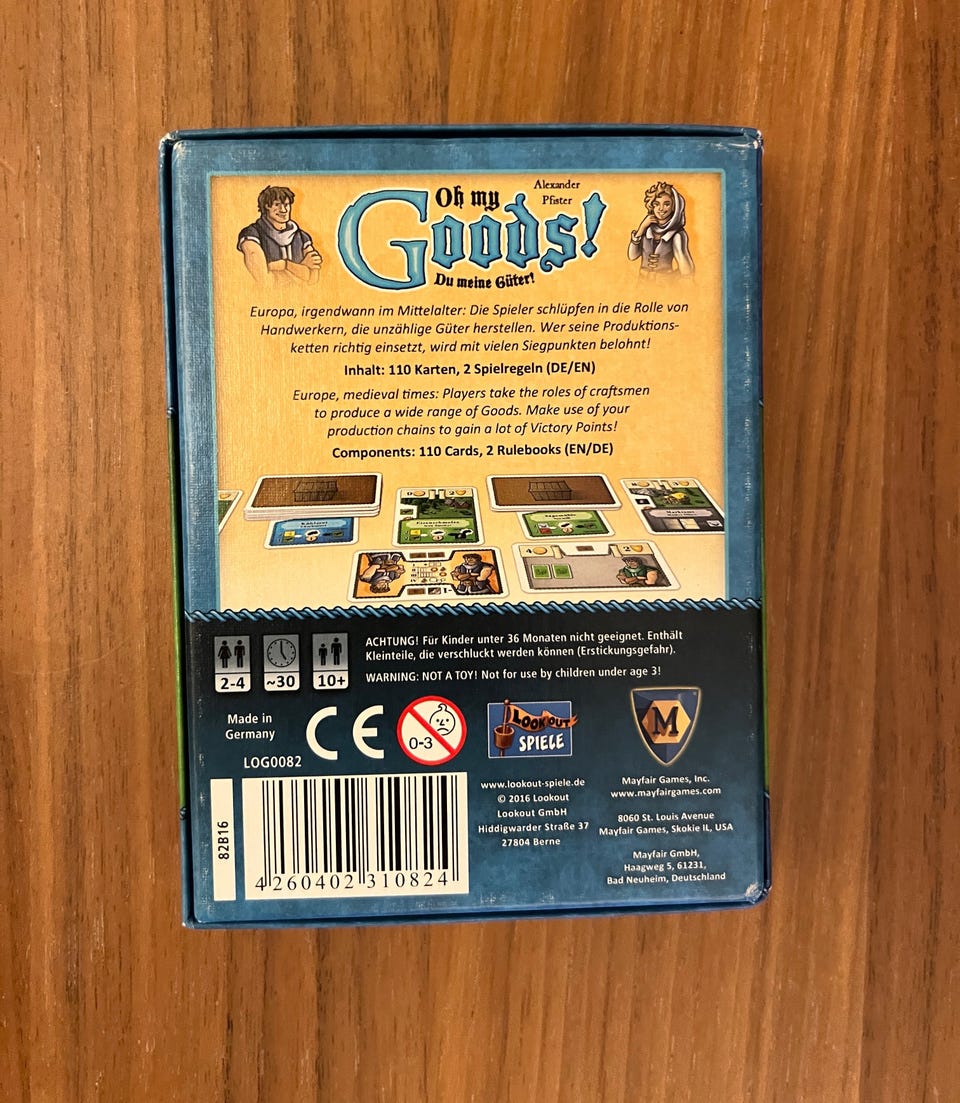 Oh my
Alexander
Pfister
Goods!
Du meine Güter!
Europa, irgendwann im Mittelalter: Die Spieler schlüpfen in die Rolle von
Handwerkern, die unzählige Güter herstellen. Wer seine Produktions-
ketten richtig einsetzt, wird mit vielen Siegpunkten belohnt!
Inhalt: 110 Karten, 2 Spielregeln (DE/EN)
Europe, medieval times: Players take the roles of craftsmen
to produce a wide range of Goods. Make use of your
production chains to gain a lot of Victory Points!
Components: 110 Cards, 2 Rulebooks (EN/DE)
0 2
Köhlerei
Sägemühle
4 2
ACHTUNG! Für Kinder unter 36 Monaten nicht geeignet. Enthält
Kleinteile, die verschluckt werden können (Erstickungsgefahr).
WARNING: NOT A TOY! Not for use by children under age 3!
2-4 ~30 10+
Made in
Germany
LOG0082
CE
0-3
LOOKOUT
SPIELE
M
www.lookout-spiele.de
© 2016 Lookout
Lookout GmbH
Hiddigwarder Straße 37
27804 Berne
Mayfair Games, Inc.
www.mayfairgames.com
8060 St. Louis Avenue
Mayfair Games, Skokie IL, USA
Mayfair GmbH,
Haagweg 5, 61231,
Bad Neuheim, Deutschland
82B16
4 260402 310824